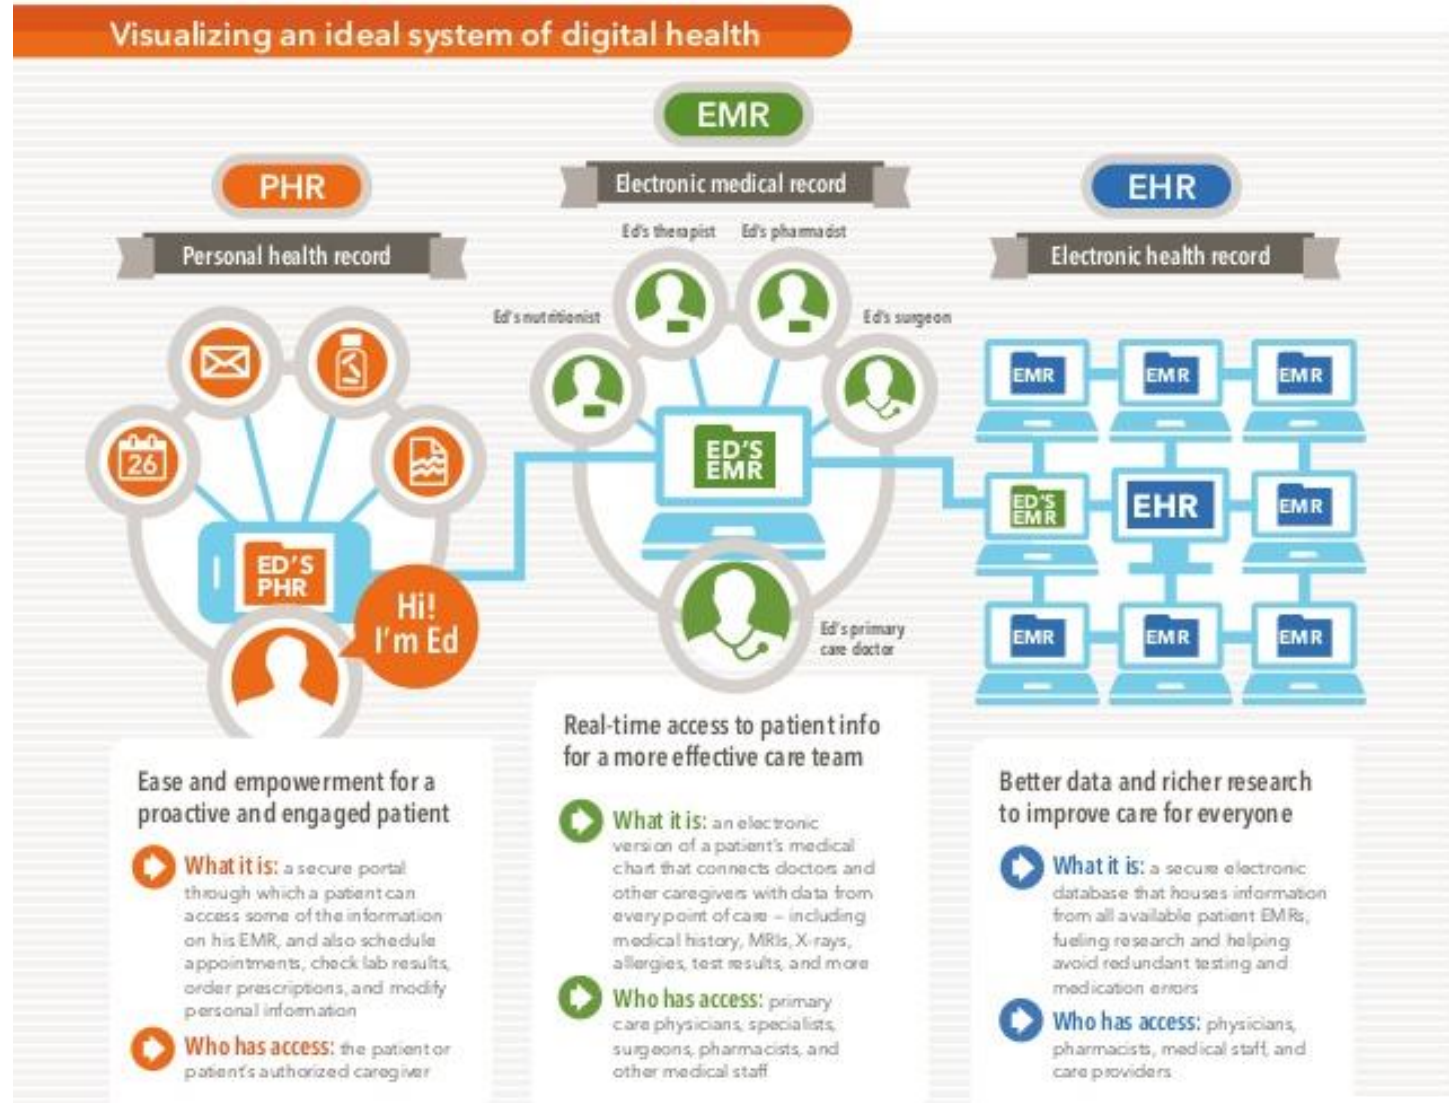 Visualizing an ideal system of digital health
PHR
Personal health record
26
ED'S
PHR
Hi!
I'm Ed
Ease and empowerment for a
proactive and engaged patient
What it is: a secure portal
through which a patient can
access some of the information
on his EMR, and also schedule
appointments, check lab results,
order prescriptions, and modify
personal information
Who has access: the patient or
patient's authorized caregiver
EMR
Electronic medical record
Ed's therapist
Ed's pharmacist
Ed's nutritionist
Ed's surgeon
ED'S
EMR
Ed's primary
care doctor
Real-time access to patient info
for a more effective care team
What it is: an electronic
version of a patient's medical
chart that connects doctors and
other caregivers with data from
every point of care – including
medical history, MRIs, X-rays,
allergies, test results, and more
Who has access: primary
care physicians, specialists,
surgeons, pharmacists, and
other medical staff
EHR
Electronic health record
EMR
EMR
EMR
ED'S
EMR
EHR
EMR
EMR
EMR
EMR
Better data and richer research
to improve care for everyone
What it is: a secure electronic
database that houses information
from all available patient EMRs,
fueling research and helping
avoid redundant testing and
medication errors
Who has access: physicians,
pharmacists, medical staff, and
care providers